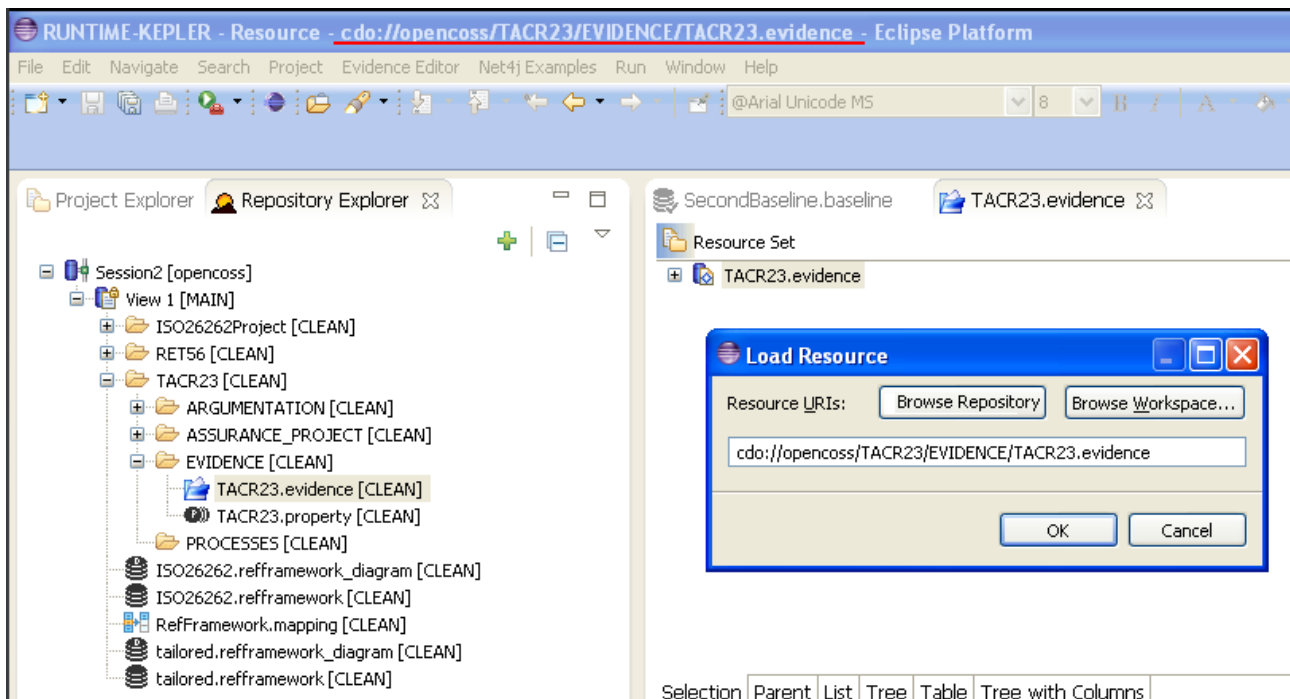 RUNTIME-KEPLER - Resource - cdo://opencoss/TACR23/EVIDENCE/TACR23.evidence - Eclipse Platform
File Edit Navigate Search Project Evidence Editor Net4j Examples Run Window Help
@Arial Unicode MS 8 B I A
Project Explorer Repository Explorer
SecondBaseline.baseline TACR23.evidence
Resource Set
TACR23.evidence
Session2 [opencoss]
View 1 [MAIN]
ISO26262Project [CLEAN]
RET56 [CLEAN]
TACR23 [CLEAN]
ARGUMENTATION [CLEAN]
ASSURANCE_PROJECT [CLEAN]
EVIDENCE [CLEAN]
TACR23.evidence [CLEAN]
TACR23.property [CLEAN]
PROCESSES [CLEAN]
ISO26262.refframework_diagram [CLEAN]
ISO26262.refframework [CLEAN]
RefFramework.mapping [CLEAN]
tailored.refframework_diagram [CLEAN]
tailored.refframework [CLEAN]
Load Resource
Resource URIs: Browse Repository Browse Workspace...
cdo://opencoss/TACR23/EVIDENCE/TACR23.evidence
OK Cancel
Selection Parent List Tree Table Tree with Columns